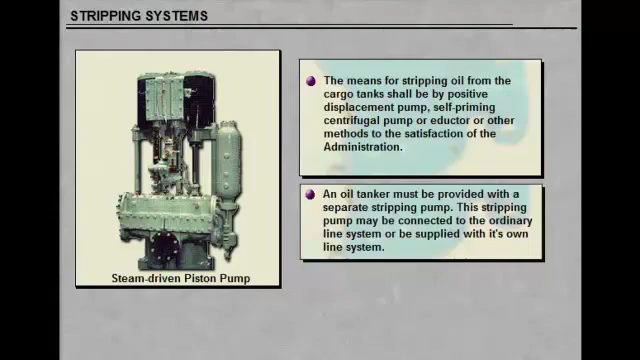 STRIPPING SYSTEMS
The means for stripping oil from the
cargo tanks shall be by positive
displacement pump, self-priming
centrifugal pump or eductor or other
methods to the satisfaction of the
Administration.
An oil tanker must be provided with a
separate stripping pump. This stripping
pump may be connected to the ordinary
line system or be supplied with it's own
line system.
Steam-driven Piston Pump